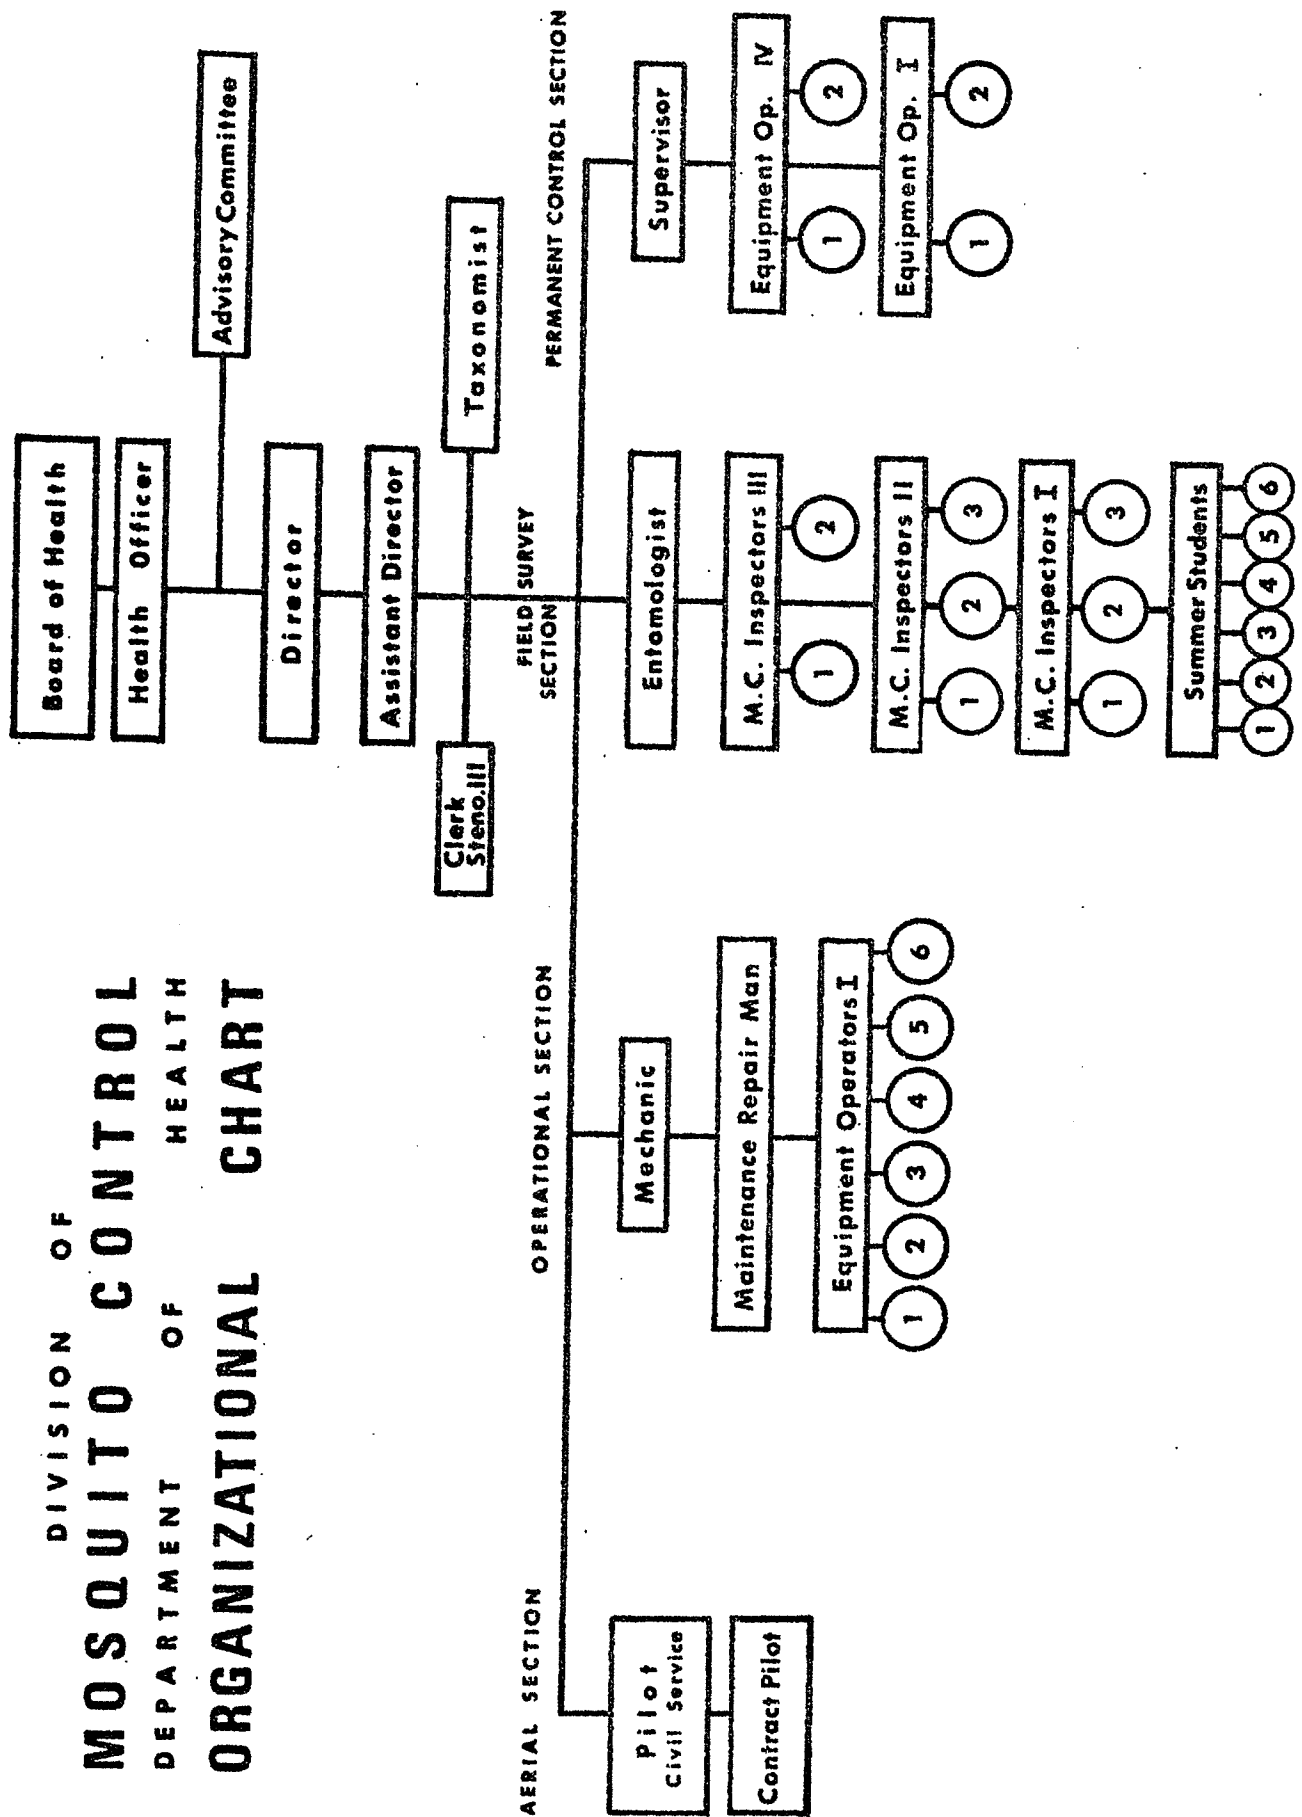 DIVISION OF
MOSQUITO CONTROL
DEPARTMENT OF HEALTH
ORGANIZATIONAL CHART
Board of Health
Health Officer
Advisory Committee
Director
Assistant Director
Clerk
Steno.III
Taxonomist
AERIAL SECTION
Pilot
Civil Service
Contract Pilot
OPERATIONAL SECTION
Mechanic
Maintenance Repair Man
Equipment Operators I
1 2 3 4 5 6
FIELD SURVEY
SECTION
Entomologist
M.C. Inspectors III
1 2
M.C. Inspectors II
1 2 3
M.C. Inspectors I
1 2 3
Summer Students
1 2 3 4 5 6
PERMANENT CONTROL SECTION
Supervisor
Equipment Op. IV
1 2
Equipment Op. I
1 2